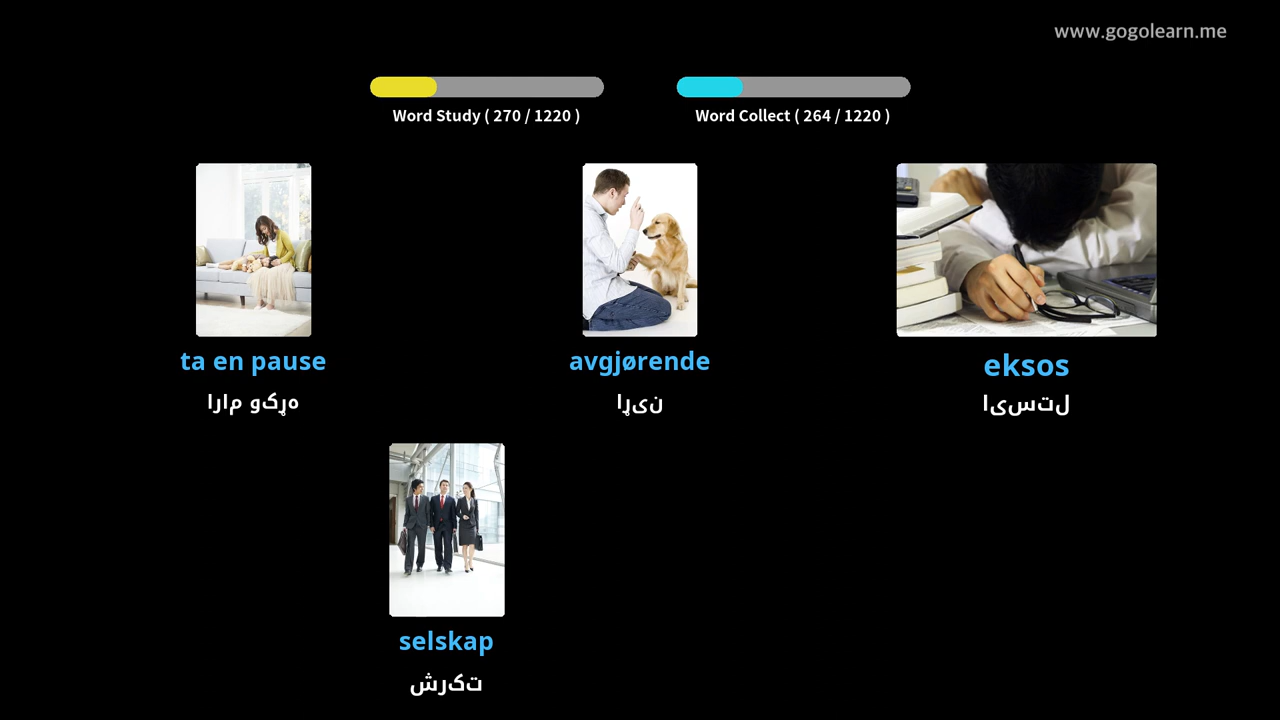 www.gogolearn.me
Word Study ( 270 / 1220 )
Word Collect ( 264 / 1220 )
ta en pause
ارام وکړه
avgjørende
اړین
eksos
ایستل
selskap
شرکت